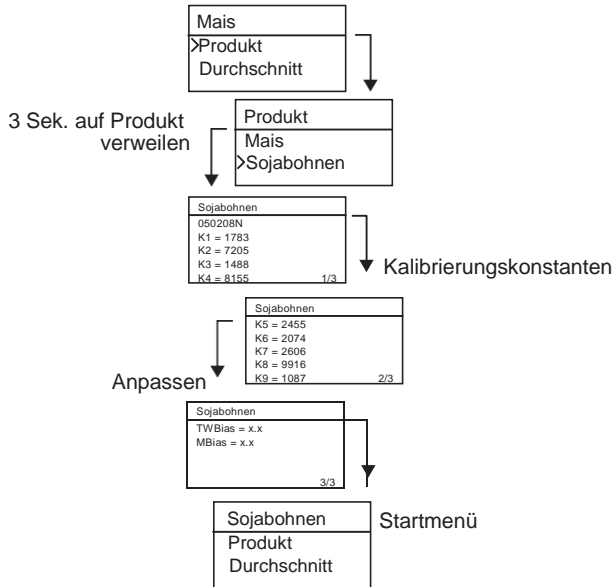 Mais
>Produkt
Durchschnitt
3 Sek. auf Produkt
verweilen
Produkt
Mais
>Sojabohnen
Sojabohnen
050208N
K1 = 1783
K2 = 7205
K3 = 1488
K4 = 8155 1/3
Kalibrierungskonstanten
Sojabohnen
K5 = 2455
K6 = 2074
K7 = 2606
K8 = 9916
K9 = 1087 2/3
Anpassen
Sojabohnen
TWBias = x.x
MBias = x.x
3/3
Sojabohnen
Startmenü
Produkt
Durchschnitt